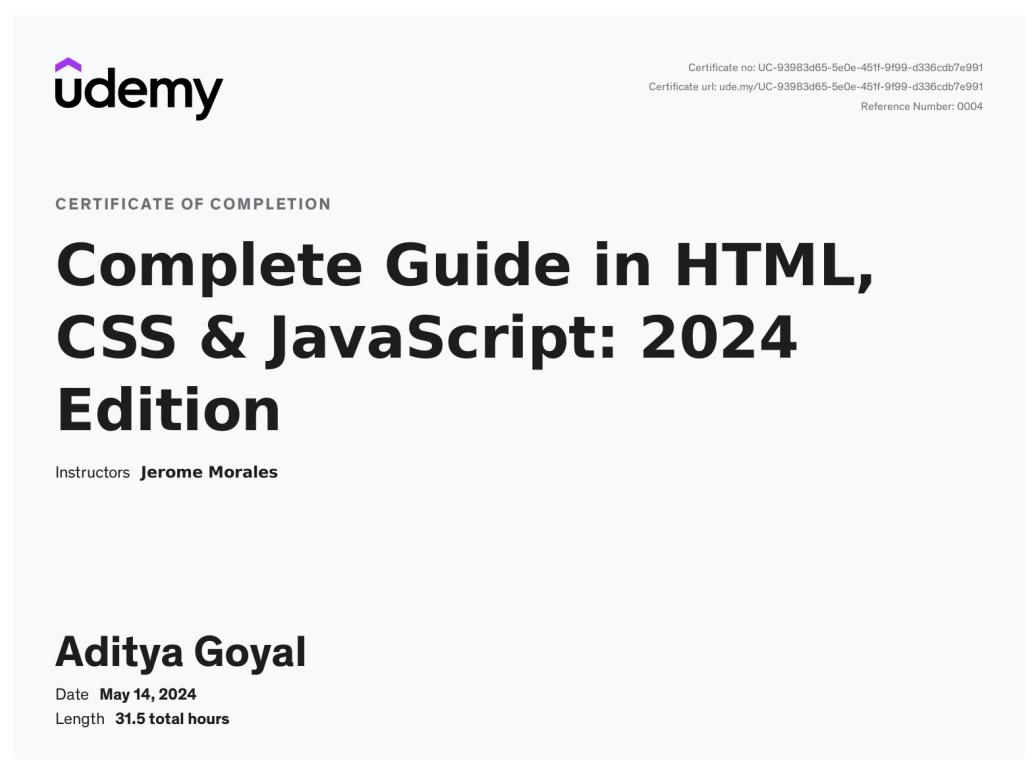 udemy
Certificate no: UC-93983d65-5e0e-451f-9f99-d336cdb7e991
Certificate url: ude.my/UC-93983d65-5e0e-451f-9f99-d336cdb7e991
Reference Number: 0004
CERTIFICATE OF COMPLETION
Complete Guide in HTML,
CSS & JavaScript: 2024
Edition
Instructors Jerome Morales
Aditya Goyal
Date May 14, 2024
Length 31.5 total hours